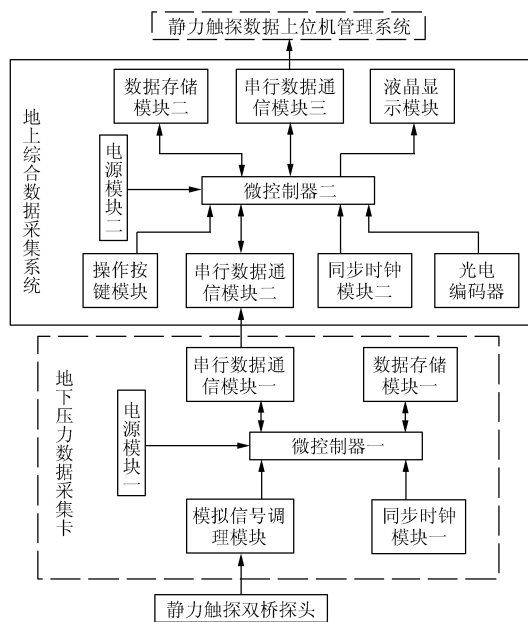 静力触探数据上位机管理系统
地上综合数据采集系统
数据存储
模块二
串行数据通
信模块三
液晶显
示模块
电源模块二
微控制器二
操作按
键模块
串行数据通
信模块二
同步时钟
模块二
光电
编码器
地下压力数据采集卡
串行数据通
信模块一
数据存储
模块一
电源模块一
微控制器一
模拟信号调
理模块
同步时钟
模块一
静力触探双桥探头